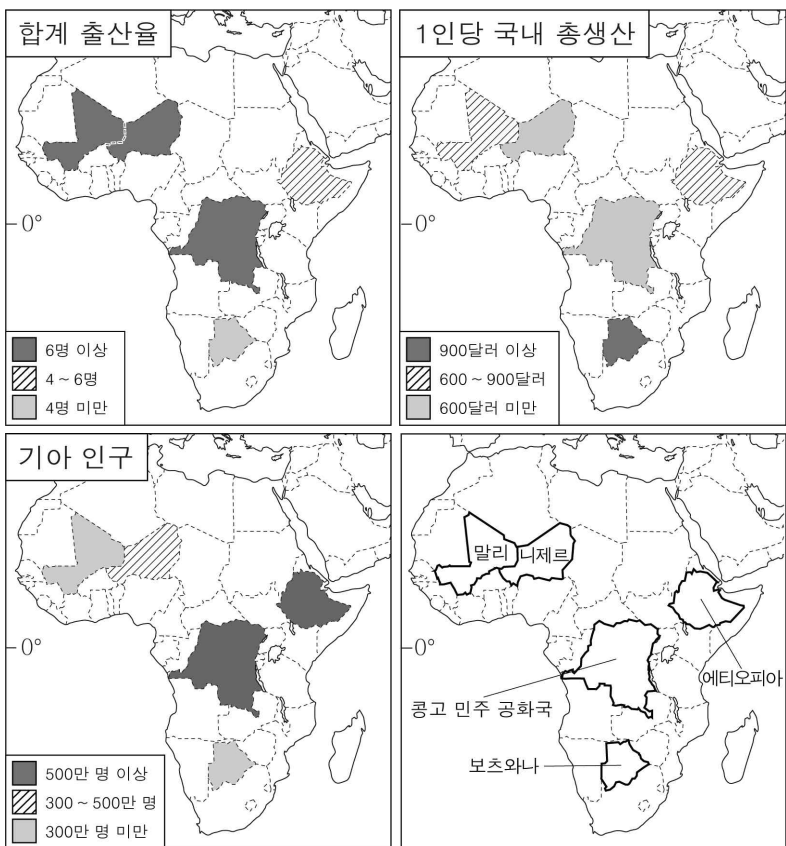 합계 출산율
0°
6명 이상
4 ~ 6명
4명 미만
1인당 국내 총생산
0°
900달러 이상
600 ~ 900달러
600달러 미만
기아 인구
0°
500만 명 이상
300 ~ 500만 명
300만 명 미만
말리
니제르
0°
에티오피아
콩고 민주 공화국
보츠와나